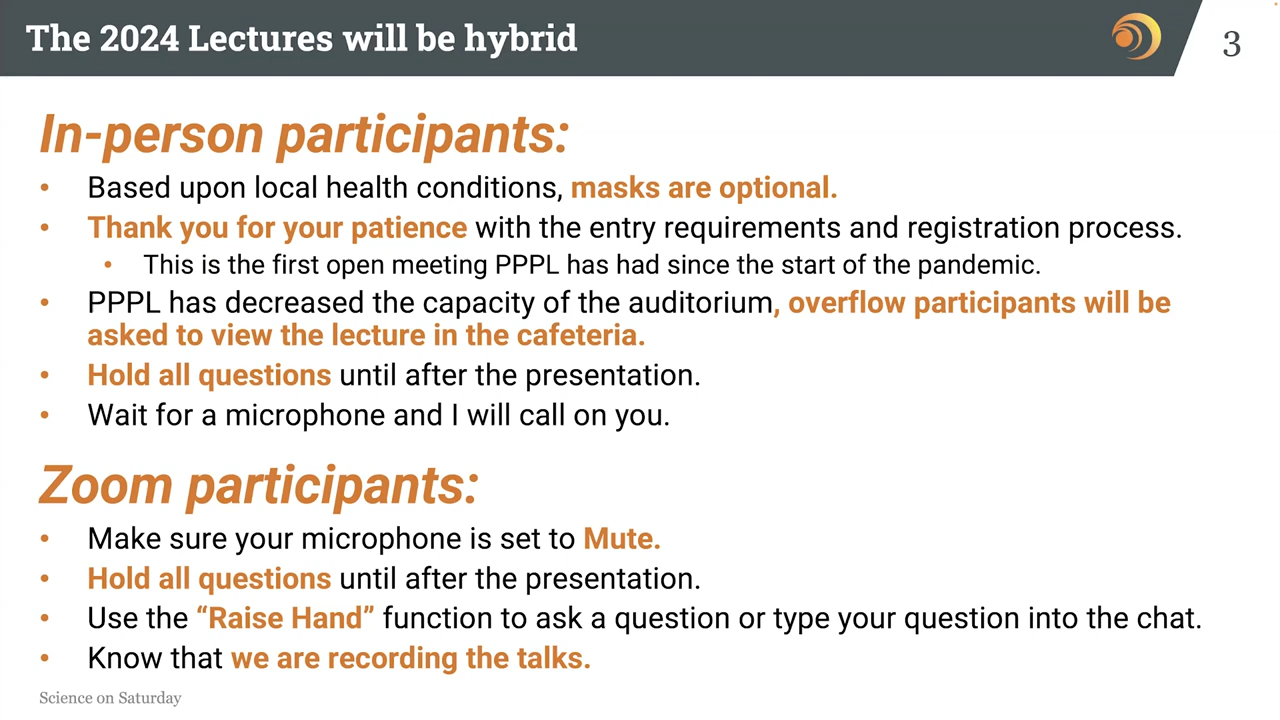 The 2024 Lectures will be hybrid
3
In-person participants:
• Based upon local health conditions, masks are optional.
• Thank you for your patience with the entry requirements and registration process.
• This is the first open meeting PPPL has had since the start of the pandemic.
• PPPL has decreased the capacity of the auditorium, overflow participants will be
asked to view the lecture in the cafeteria.
• Hold all questions until after the presentation.
• Wait for a microphone and I will call on you.
Zoom participants:
• Make sure your microphone is set to Mute.
• Hold all questions until after the presentation.
• Use the “Raise Hand” function to ask a question or type your question into the chat.
• Know that we are recording the talks.
Science on Saturday